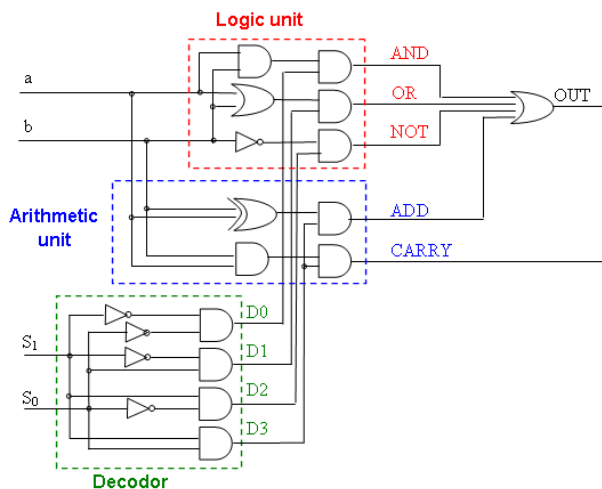 Logic unit
AND
a
OR
OUT
b
NOT
Arithmetic
unit
ADD
CARRY
D0
S1
D1
D2
S0
D3
Decodor